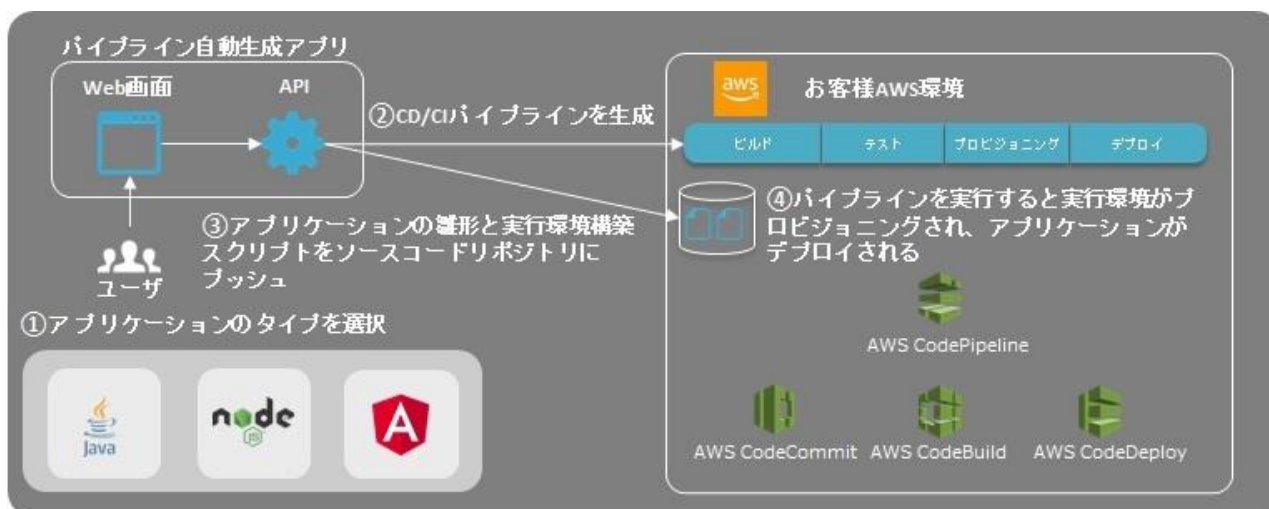 パイプライン自動生成アプリ
Web画面
API
②CD/CIパイプラインを生成
aws
お客様AWS環境
ビルド
テスト
プロビジョニング
デプロイ
③アプリケーションの雛形と実行環境構築
スクリプトをソースコードリポジトリに
プッシュ
④パイプラインを実行すると実行環境がプ
ロビジョニングされ、アプリケーションが
デプロイされる
ユーザ
①アプリケーションのタイプを選択
Java
node
JS
A
AWS CodePipeline
AWS CodeCommit
AWS CodeBuild
AWS CodeDeploy